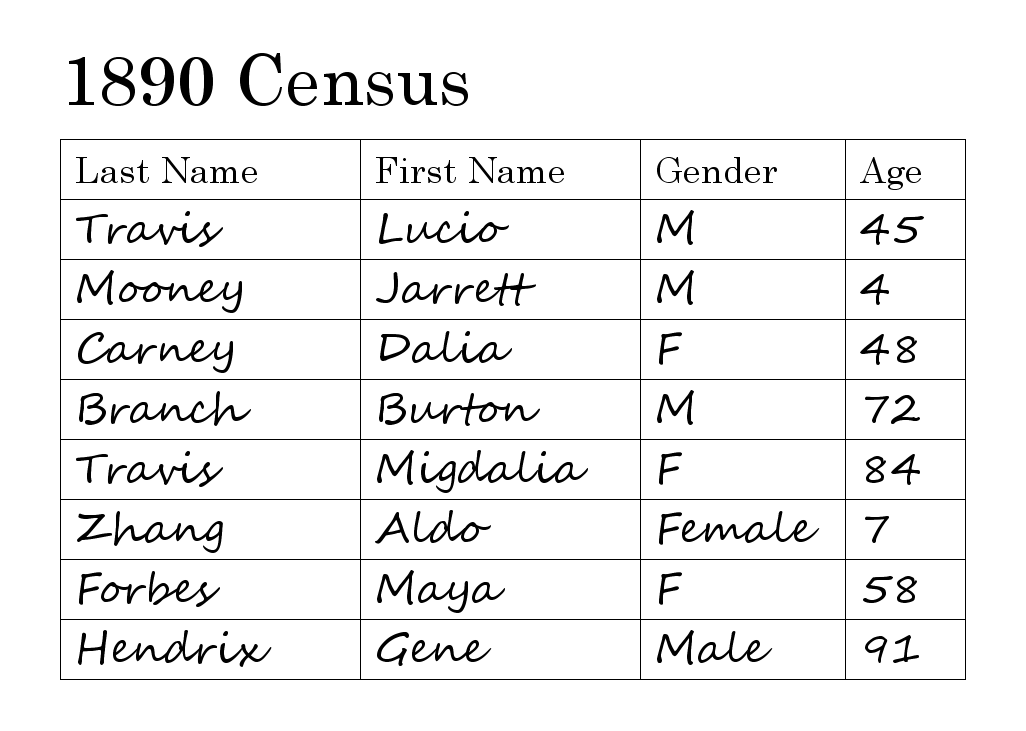 1890 Census
Last Name First Name Gender Age
Travis Lucio M 45
Mooney Jarrett M 4
Carney Dalia F 48
Branch Burton M 72
Travis Migdalia F 84
Zhang Aldo Female 7
Forbes Maya F 58
Hendrix Gene Male 91